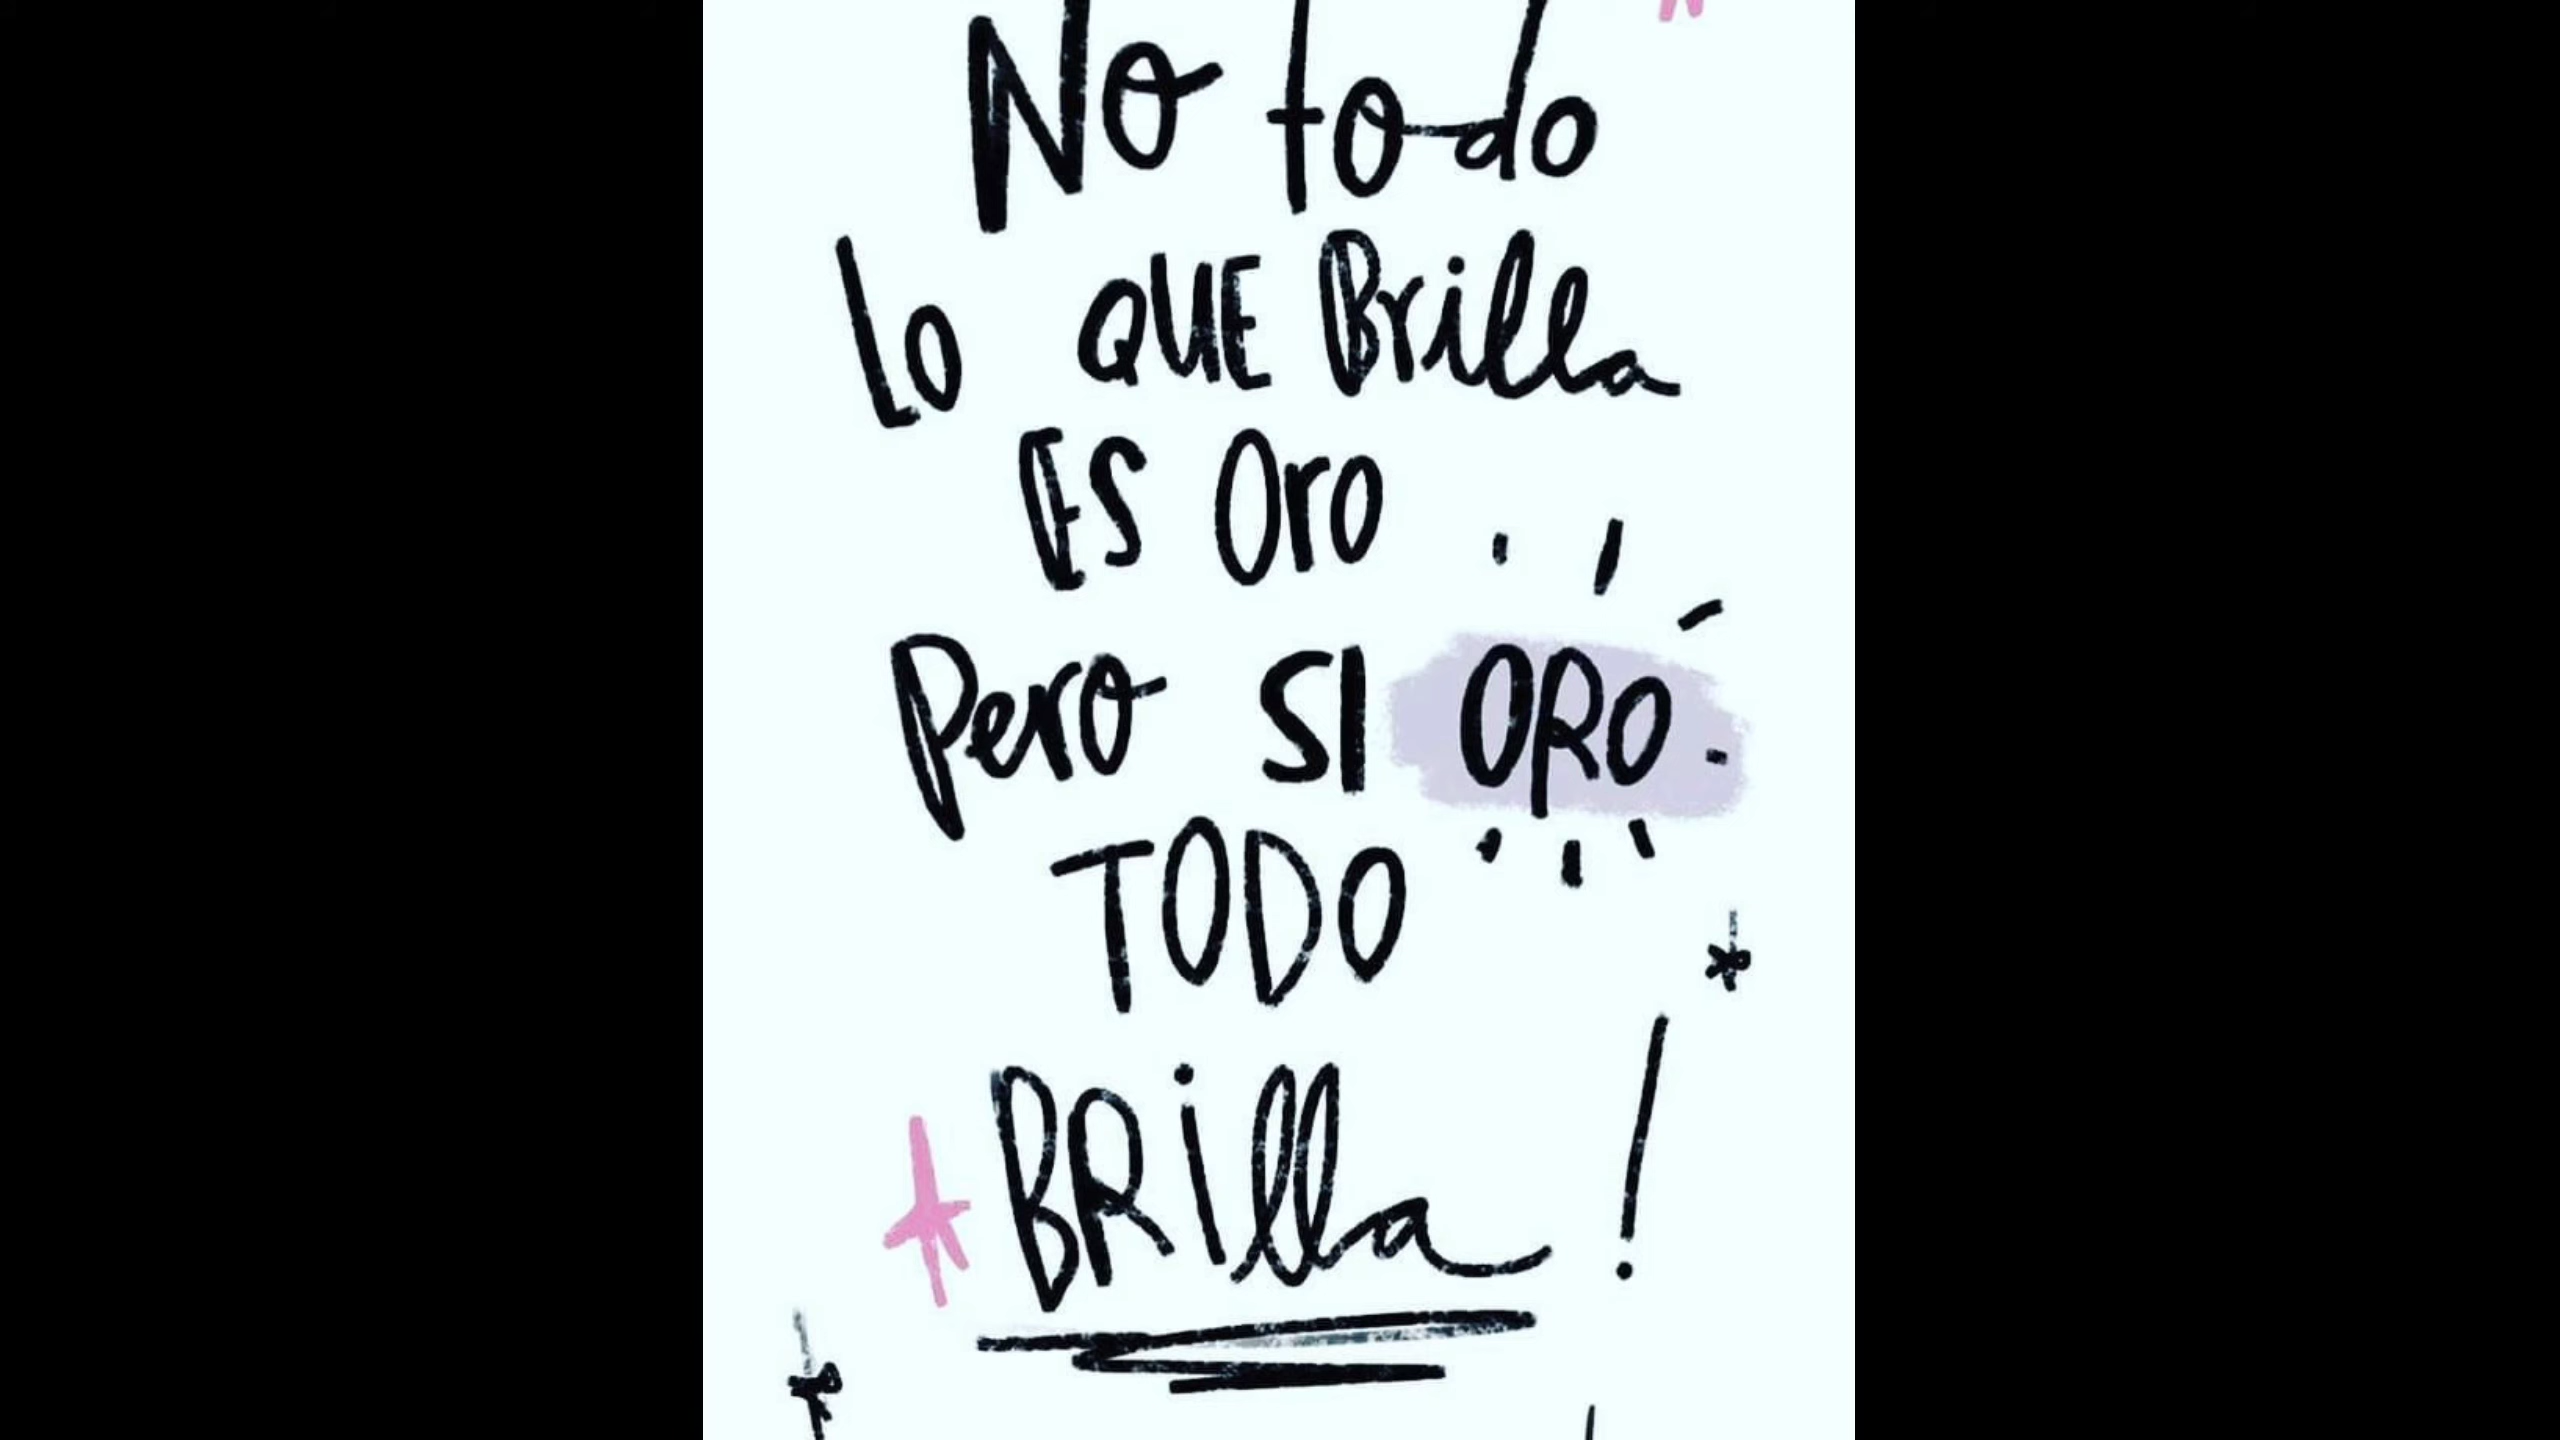 No todo
lo QUE Brilla
ES Oro
Pero SI ORO
TODO
BRilla !